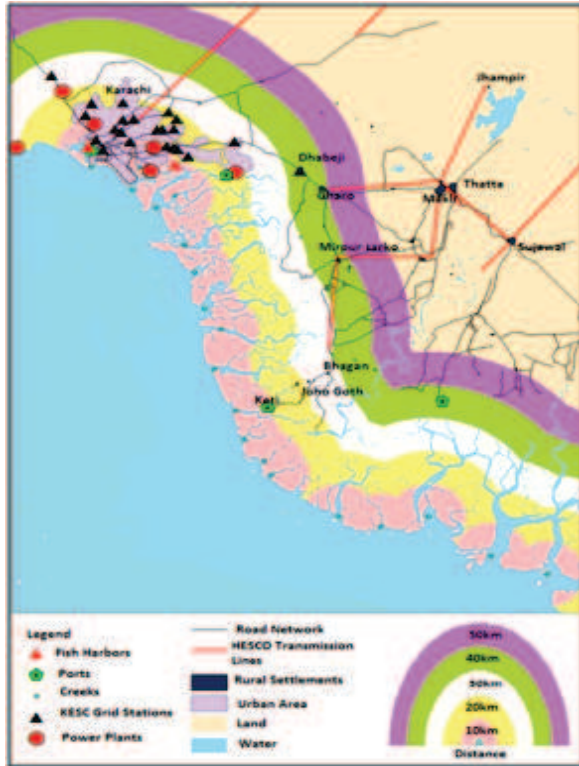 Karachi
Jhampir
Dhabeji
Gharo
Makli
Thatta
Mirpur Sarko
Sujawal
Bhagan
Joho Goth
Keti
Legend
Fish Harbors
Ports
Creeks
KESC Grid Stations
Power Plants
Road Network
HESCO Transmission
Lines
Rural Settlements
Urban Area
Land
Water
50km
40km
30km
20km
10km
Distance